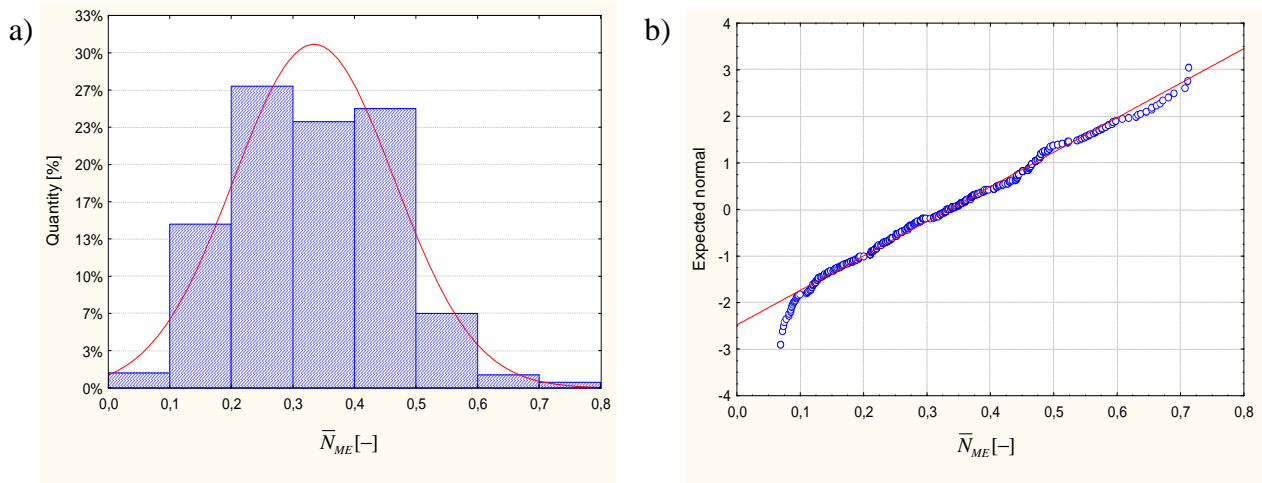 a)
Quantity [%]
33%
30%
27%
23%
20%
17%
13%
10%
7%
3%
0%
0,0 0,1 0,2 0,3 0,4 0,5 0,6 0,7 0,8
N̅_ME [−]
b)
Expected normal
4
3
2
1
0
-1
-2
-3
-4
0,0 0,1 0,2 0,3 0,4 0,5 0,6 0,7 0,8
N̅_ME [−]